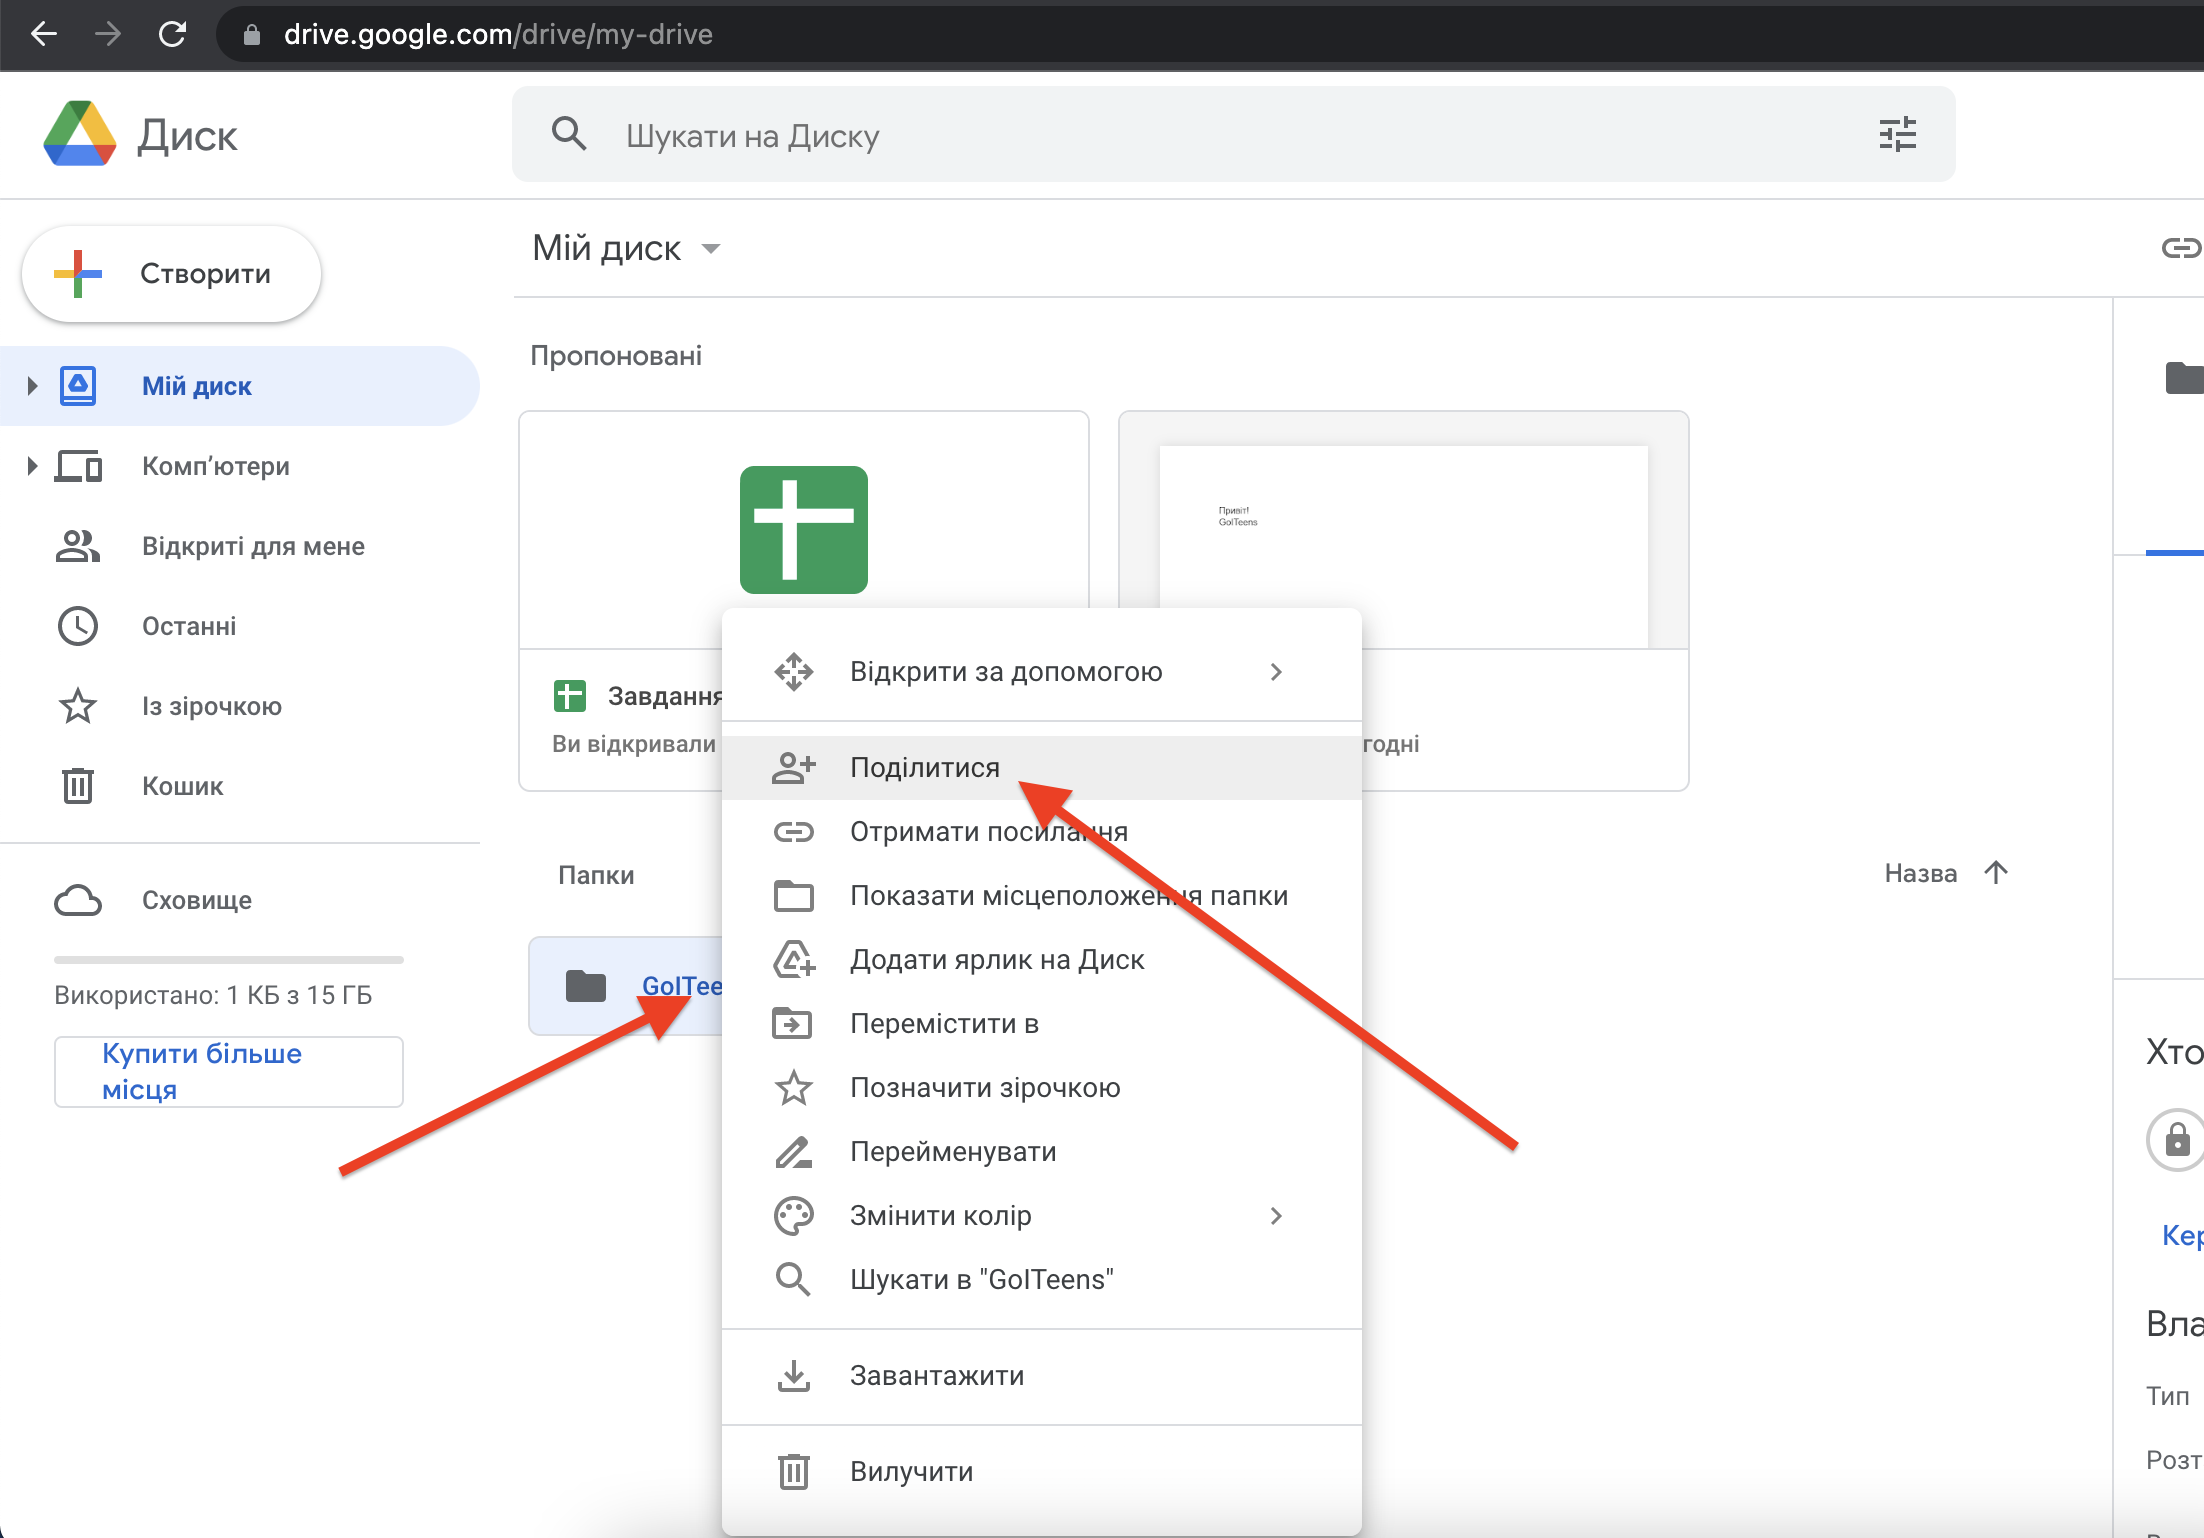 drive.google.com/drive/my-drive
Диск
Шукати на Диску
Створити
Мій диск
Пропоновані
Мій диск
Комп’ютери
Відкриті для мене
Останні
Із зірочкою
Кошик
Сховище
Використано: 1 КБ з 15 ГБ
Купити більше
місця
Привіт!
GoITeens
Завдання
Ви відкривали
годні
Папки
Назва
GoITee
Відкрити за допомогою
Поділитися
Отримати посилання
Показати місцеположення папки
Додати ярлик на Диск
Перемістити в
Позначити зірочкою
Перейменувати
Змінити колір
Шукати в "GoITeens"
Завантажити
Вилучити
Хто
Кер
Вла
Тип
Розт